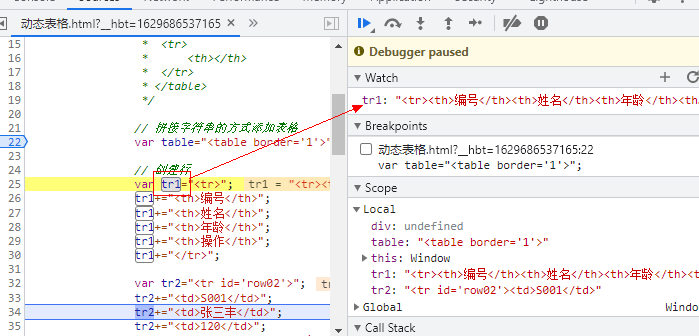 动态表格.html?__hbt=1629686537165 ×
15 * <tr>
16 * <th></th>
17 * </tr>
18 * </table>
19 */
20
21 // 拼接字符串的方式添加表格
22 var table="<table border='1'>"
23
24 // 创建行
25 var tr1="<tr>"; tr1 = "<tr><t
26 tr1+="<th>编号</th>";
27 tr1+="<th>姓名</th>";
28 tr1+="<th>年龄</th>";
29 tr1+="<th>操作</th>";
30 tr1+="</tr>";
31
32 var tr2="<tr id='row02'>"; t
33 tr2+="<td>S001</td>";
34 tr2+="<td>张三丰</td>";
35 tr2+="<td>120</td>";
Debugger paused
Watch
tr1: "<tr><th>编号</th><th>姓名</th><th>年龄</th><th
Breakpoints
动态表格.html?__hbt=1629686537165:22
var table="<table border='1'>";
Scope
Local
div: undefined
table: "<table border='1'>"
this: Window
tr1: "<tr><th>编号</th><th>姓名</th><th>年龄</th><t
tr2: "<tr id='row02'><td>S001</td>"
Global Window
Call Stack